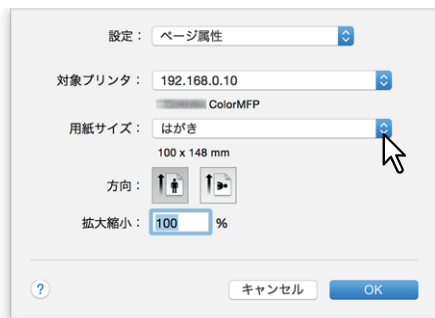 設定： ページ属性
対象プリンタ： 192.168.0.10
ColorMFP
用紙サイズ： はがき
100 x 148 mm
方向：
拡大縮小： 100 %
? キャンセル OK